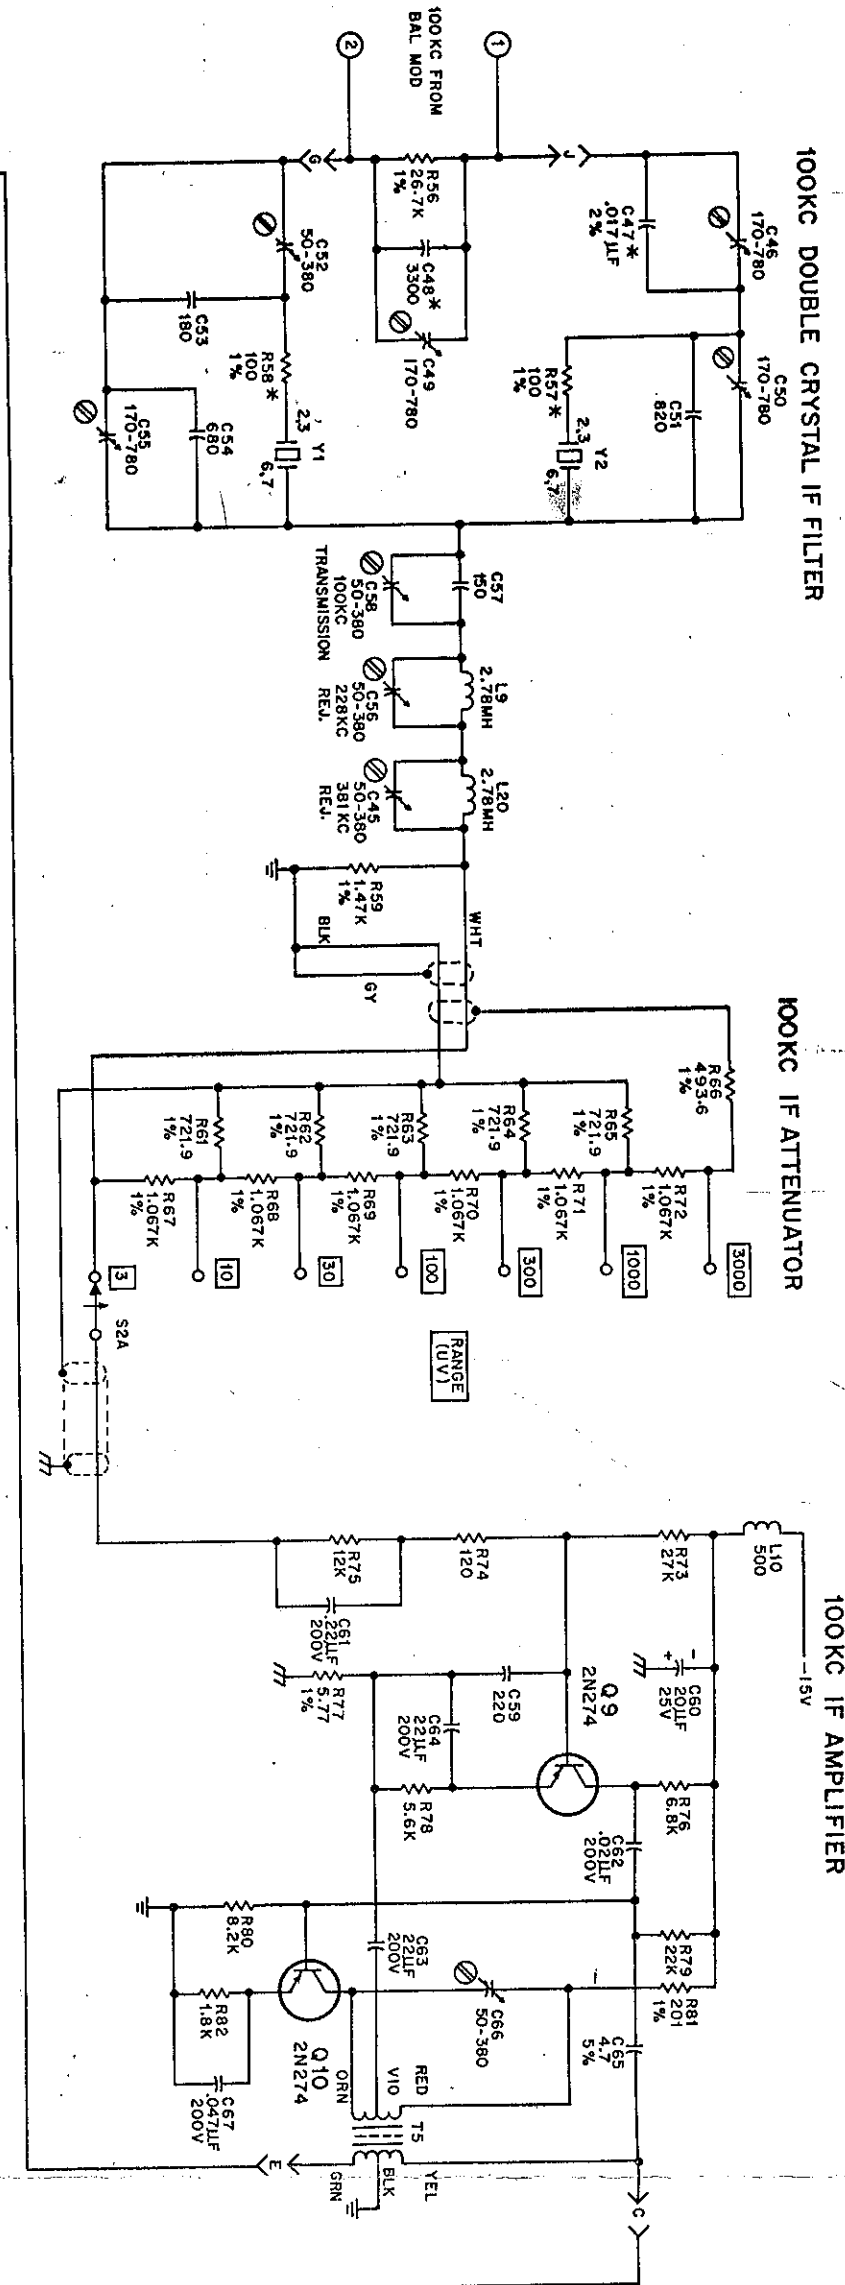 100KC DOUBLE CRYSTAL IF FILTER
100KC IF ATTENUATOR
100KC IF AMPLIFIER
100KC FROM
BAL MOD
1
2
J
G
C46
170-780
C47*
.017µF
2%
C50
170-780
C51
820
R57*
100
1%
2,3
Y2
6,7
R56
26.7K
1%
C48*
3300
C49
170-780
C52
50-380
C53
180
R58*
100
1%
2,3
Y1
6,7
C54
680
C55
170-780
C57
150
C58
50-380
100KC
TRANSMISSION
L9
2.78MH
C56
50-380
228KC
REJ.
L20
2.78MH
C45
50-380
381KC
REJ.
R59
1.47K
1%
WHT
BLK
GY
R66
493.6
1%
R65
721.9
1%
R64
721.9
1%
R63
721.9
1%
R62
721.9
1%
R61
721.9
1%
R72
1.067K
1%
R71
1.067K
1%
R70
1.067K
1%
R69
1.067K
1%
R68
1.067K
1%
R67
1.067K
1%
3000
1000
300
100
30
10
3
RANGE
(UV)
S2A
L10
500
-15V
R73
27K
R74
120
R75
12K
C61
.22µF
200V
C60
20µF
25V
-
+
Q9
2N274
C59
220
C64
.22µF
200V
R77
5.77
1%
R78
5.6K
R76
6.8K
C62
.02µF
200V
R79
22K
R81
201
1%
C65
4.7
5%
C63
.22µF
200V
C66
50-380
R80
8.2K
R82
1.8K
C67
.047µF
200V
Q10
2N274
RED
VIO
ORN
T5
YEL
BLK
GRN
E
C